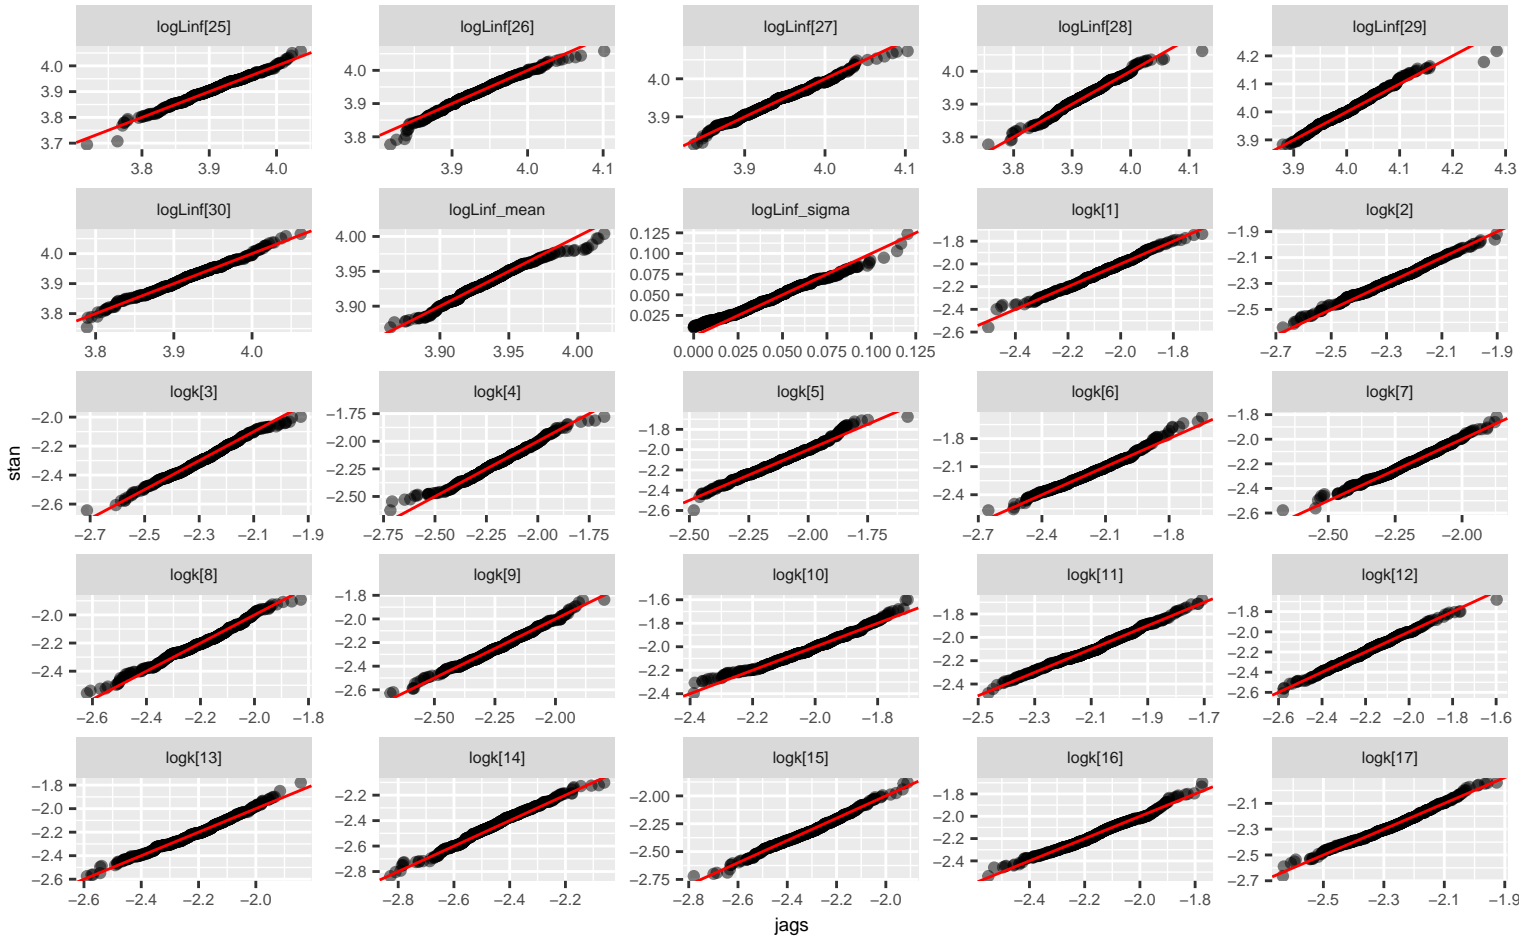 logLinf[25] logLinf[26] logLinf[27] logLinf[28] logLinf[29]
4.0 3.9 3.8 3.7
4.0 3.9 3.8
4.0 3.9
4.0 3.9 3.8
4.2 4.1 4.0 3.9
3.8 3.9 4.0
3.9 4.0 4.1
3.9 4.0 4.1
3.8 3.9 4.0 4.1
3.9 4.0 4.1 4.2 4.3
logLinf[30] logLinf_mean logLinf_sigma logk[1] logk[2]
4.0 3.9 3.8
4.00 3.95 3.90
0.125 0.100 0.075 0.050 0.025
−1.8 −2.0 −2.2 −2.4 −2.6
−1.9 −2.1 −2.3 −2.5
3.8 3.9 4.0
3.90 3.95 4.00
0.000 0.025 0.050 0.075 0.100 0.125
−2.4 −2.2 −2.0 −1.8
−2.7 −2.5 −2.3 −2.1 −1.9
logk[3] logk[4] logk[5] logk[6] logk[7]
−2.0 −2.2 −2.4 −2.6
−1.75 −2.00 −2.25 −2.50
−1.8 −2.0 −2.2 −2.4 −2.6
−1.8 −2.1 −2.4
−1.8 −2.0 −2.2 −2.4 −2.6
−2.7 −2.5 −2.3 −2.1 −1.9
−2.75 −2.50 −2.25 −2.00 −1.75
−2.50 −2.25 −2.00 −1.75
−2.7 −2.4 −2.1 −1.8
−2.50 −2.25 −2.00
stan
logk[8] logk[9] logk[10] logk[11] logk[12]
−2.0 −2.2 −2.4
−1.8 −2.0 −2.2 −2.4 −2.6
−1.6 −1.8 −2.0 −2.2 −2.4
−1.8 −2.0 −2.2 −2.4
−1.8 −2.0 −2.2 −2.4 −2.6
−2.6 −2.4 −2.2 −2.0 −1.8
−2.50 −2.25 −2.00
−2.4 −2.2 −2.0 −1.8
−2.5 −2.3 −2.1 −1.9 −1.7
−2.6 −2.4 −2.2 −2.0 −1.8 −1.6
logk[13] logk[14] logk[15] logk[16] logk[17]
−1.8 −2.0 −2.2 −2.4 −2.6
−2.2 −2.4 −2.6 −2.8
−2.00 −2.25 −2.50 −2.75
−1.8 −2.0 −2.2 −2.4
−2.1 −2.3 −2.5 −2.7
−2.6 −2.4 −2.2 −2.0
−2.8 −2.6 −2.4 −2.2
−2.8 −2.6 −2.4 −2.2 −2.0
−2.4 −2.2 −2.0 −1.8
−2.5 −2.3 −2.1 −1.9
jags